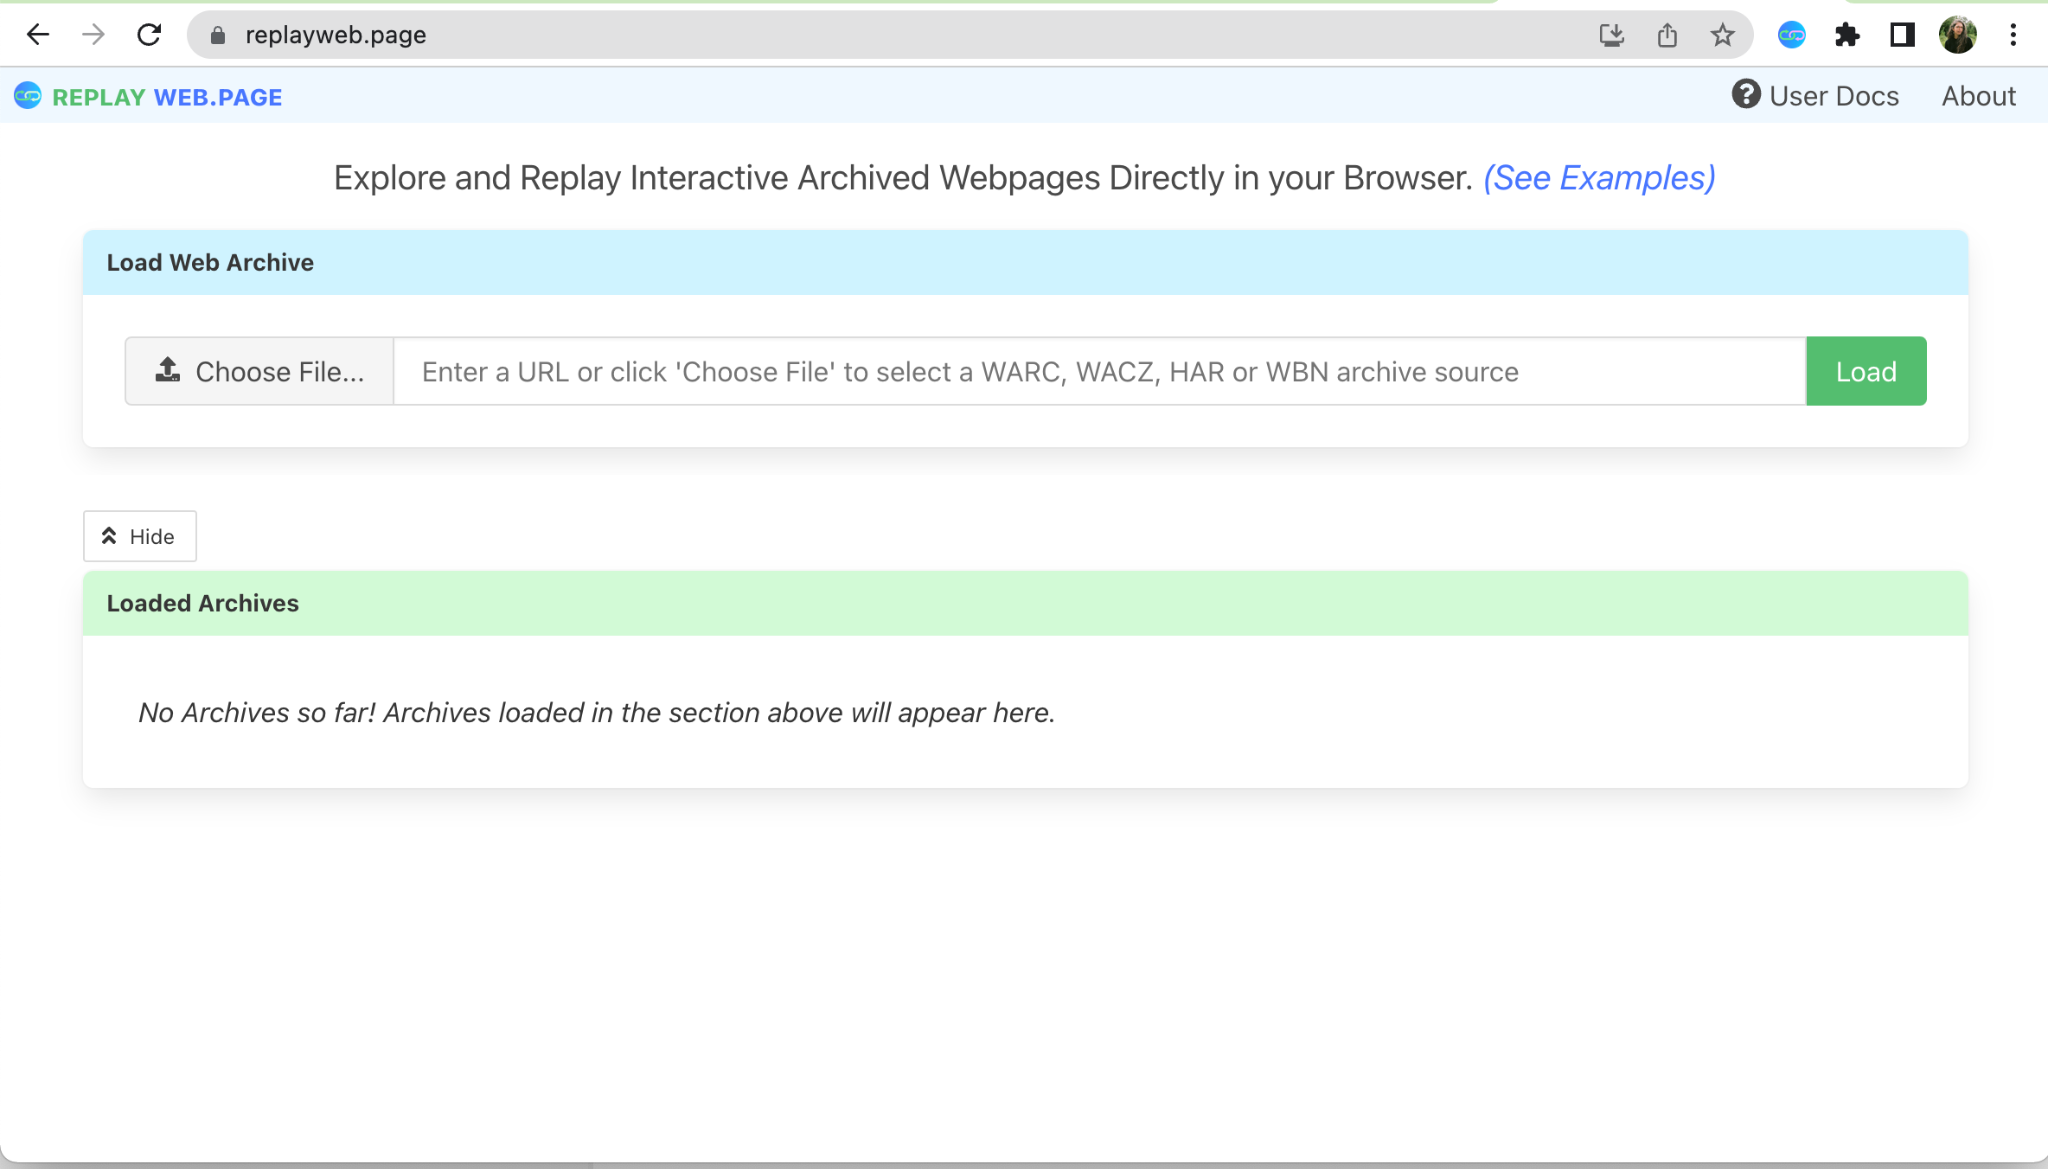 replayweb.page
REPLAY WEB.PAGE
User Docs
About
Explore and Replay Interactive Archived Webpages Directly in your Browser. (See Examples)
Load Web Archive
Choose File...
Enter a URL or click 'Choose File' to select a WARC, WACZ, HAR or WBN archive source
Load
Hide
Loaded Archives
No Archives so far! Archives loaded in the section above will appear here.